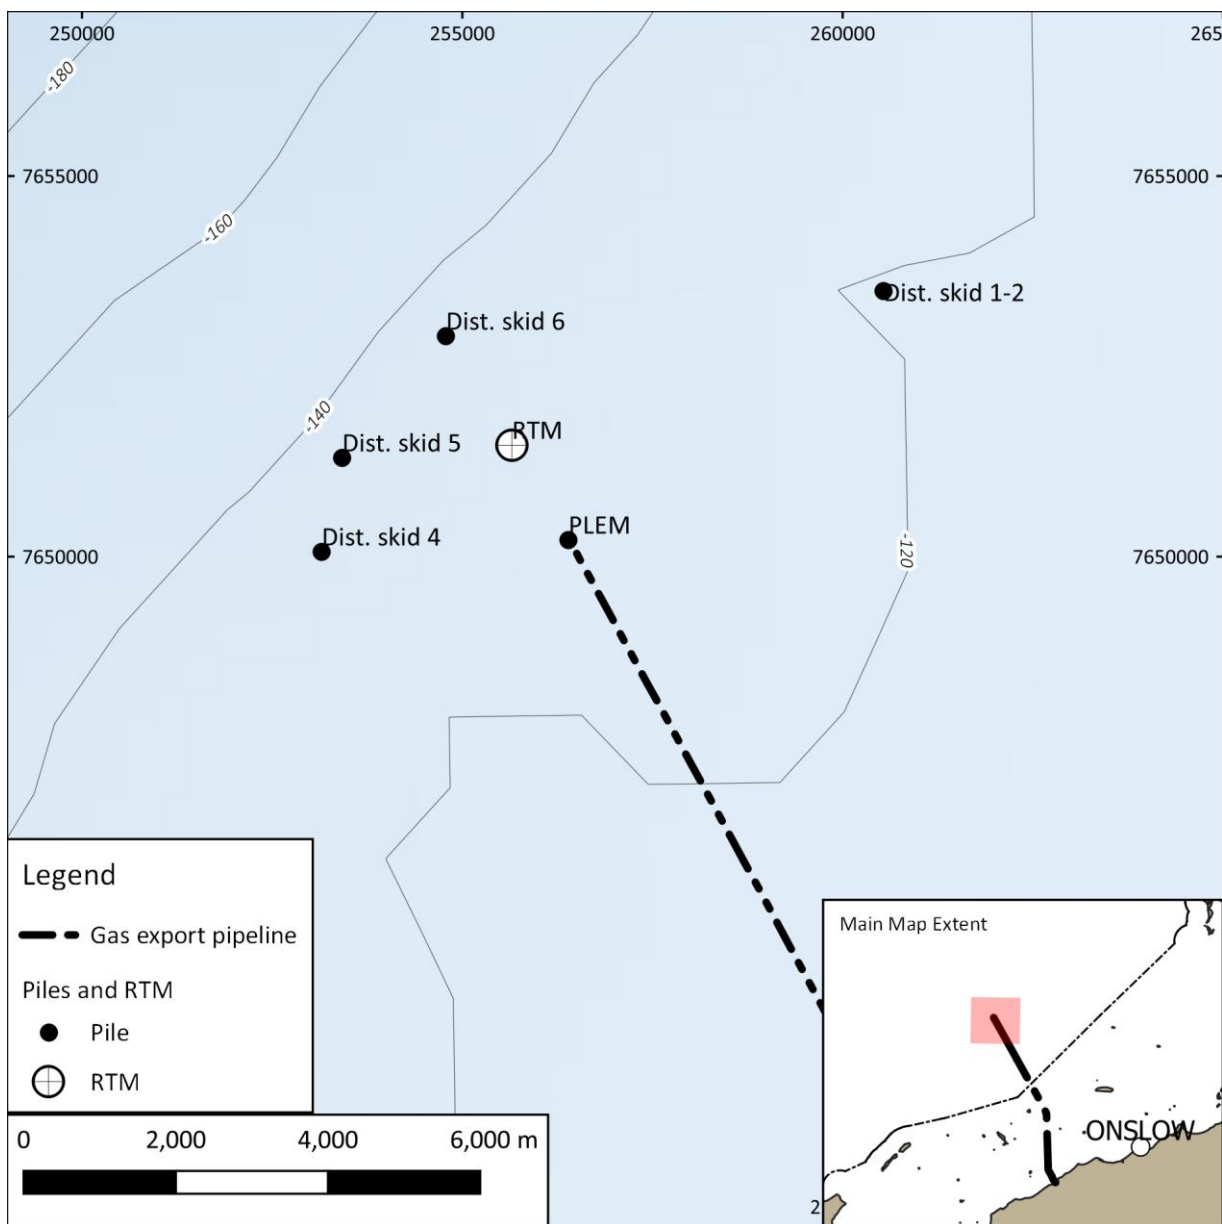 250000
255000
260000
265
-180
7655000
7655000
-160
Dist. skid 1-2
Dist. skid 6
-140
RTM
Dist. skid 5
PLEM
Dist. skid 4
-120
7650000
7650000
Legend
Gas export pipeline
Piles and RTM
Pile
RTM
Main Map Extent
ONSLOW
0
2,000
4,000
6,000 m
2